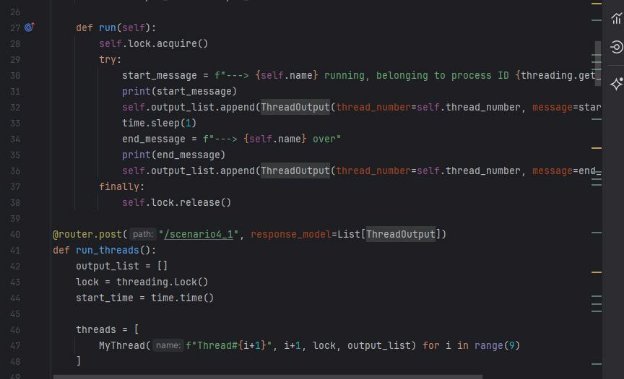 26
27 def run(self):
28 self.lock.acquire()
29 try:
30 start_message = f"---> {self.name} running, belonging to process ID {threading.get_
31 print(start_message)
32 self.output_list.append(ThreadOutput(thread_number=self.thread_number, message=star
33 time.sleep(1)
34 end_message = f"---> {self.name} over"
35 print(end_message)
36 self.output_list.append(ThreadOutput(thread_number=self.thread_number, message=end_
37 finally:
38 self.lock.release()
39
40 @router.post( path: "/scenario4_1", response_model=List[ThreadOutput])
41 def run_threads():
42 output_list = []
43 lock = threading.Lock()
44 start_time = time.time()
45
46 threads = [
47 MyThread( name: f"Thread#{i+1}", i+1, lock, output_list) for i in range(9)
48 ]
49